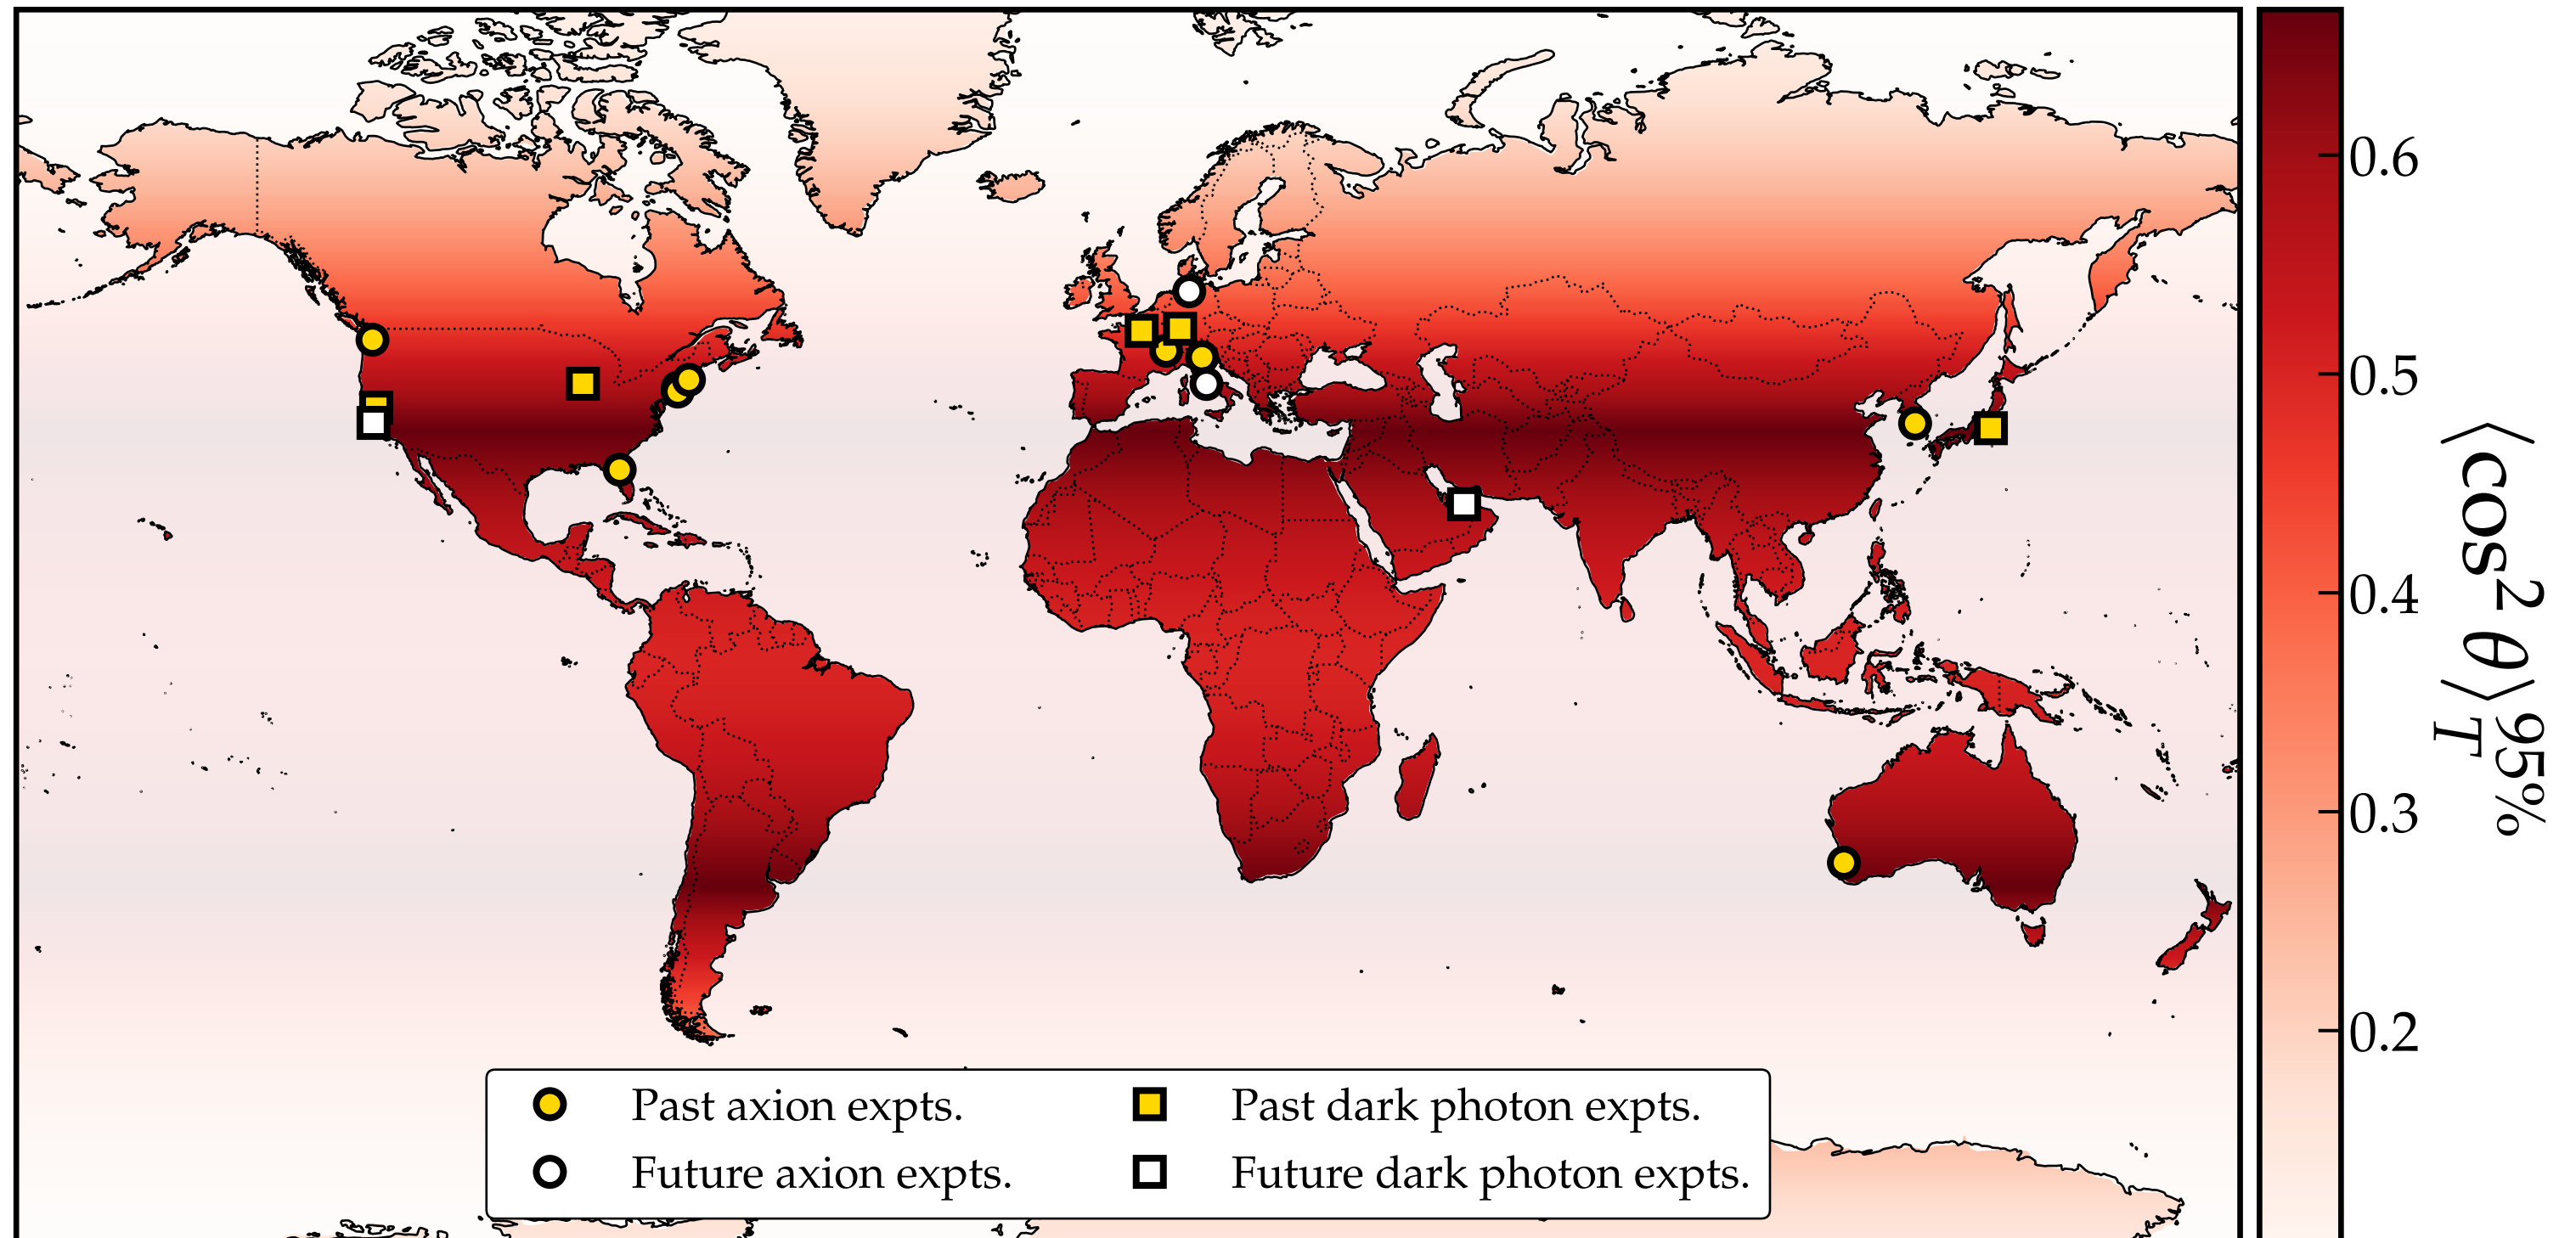 Past axion expts.
Future axion expts.
Past dark photon expts.
Future dark photon expts.
0.6
0.5
0.4
0.3
0.2
⟨cos² θ⟩_T^95%